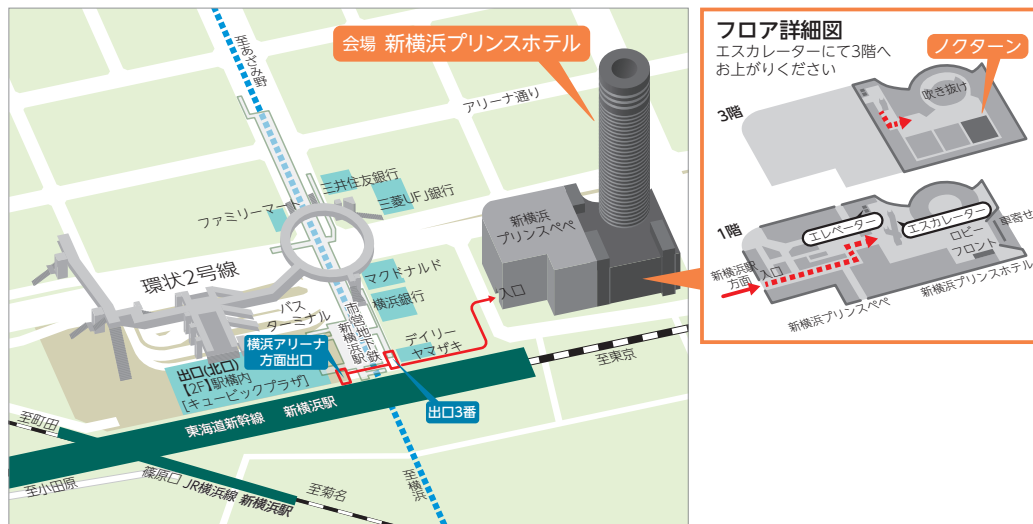 至あざみ野
会場 新横浜プリンスホテル
アリーナ通り
三井住友銀行
三菱UFJ銀行
ファミリーマート
新横浜
プリンスペペ
環状2号線
マクドナルド
横浜銀行
入口
バス
ターミナル
市営地下鉄
新横浜駅
デイリー
ヤマザキ
横浜アリーナ
方面出口
出口(北口)
【2F】駅構内
[キュービックプラザ]
至東京
出口3番
東海道新幹線 新横浜駅
至町田
至小田原
篠原口 JR横浜線 新横浜駅
至菊名
至横浜
フロア詳細図
エスカレーターにて3階へ
お上がりください
ノクターン
吹き抜け
3階
1階
エレベーター
エスカレーター
車寄せ
ロビー
フロント
新横浜駅
方面
入口
新横浜プリンスペペ
新横浜プリンスホテル